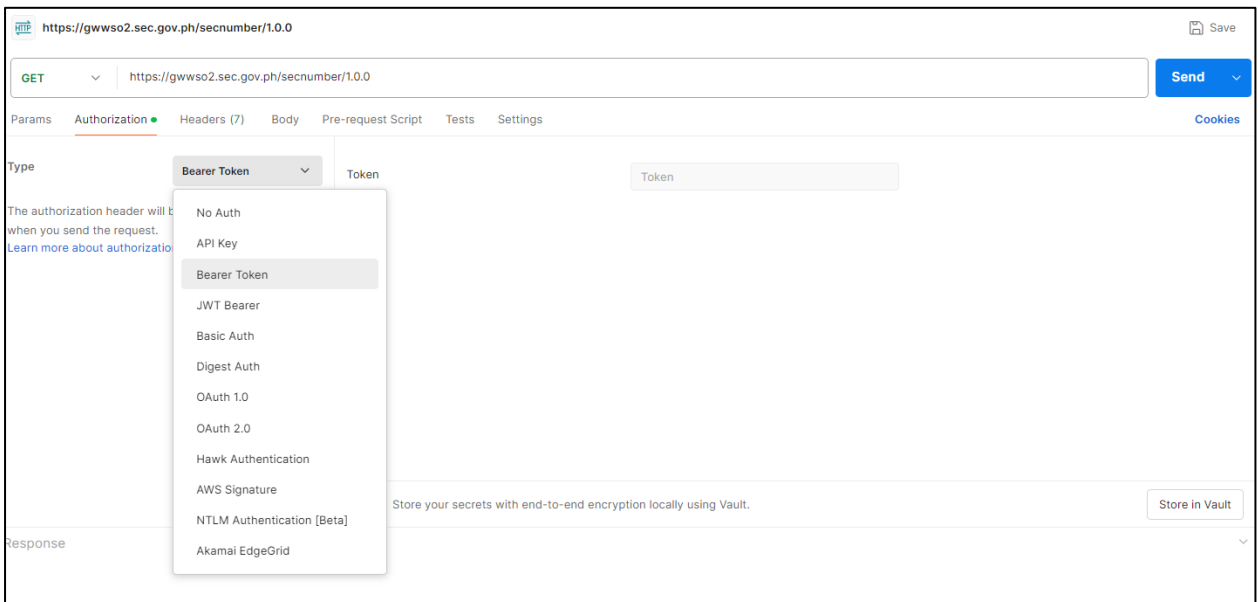 HTTP https://gwwso2.sec.gov.ph/secnumber/1.0.0 Save
GET https://gwwso2.sec.gov.ph/secnumber/1.0.0 Send
Params Authorization Headers (7) Body Pre-request Script Tests Settings Cookies
Type Bearer Token Token Token
The authorization header will b
when you send the request.
Learn more about authorizatio
No Auth
API Key
Bearer Token
JWT Bearer
Basic Auth
Digest Auth
OAuth 1.0
OAuth 2.0
Hawk Authentication
AWS Signature
NTLM Authentication [Beta]
Akamai EdgeGrid
Store your secrets with end-to-end encryption locally using Vault. Store in Vault
Response